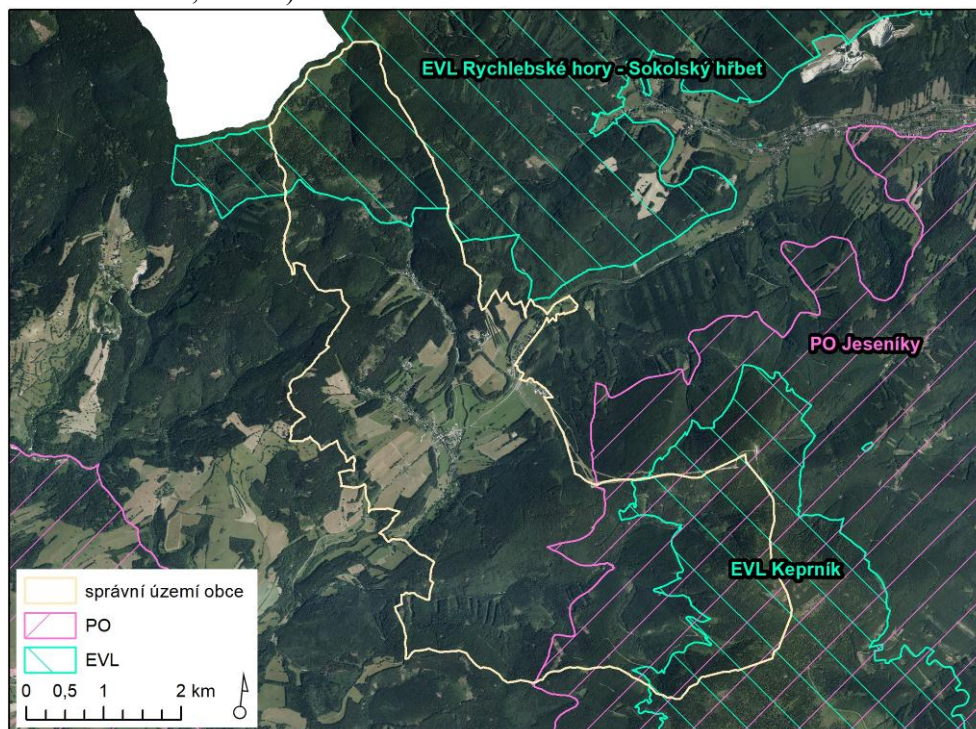 EVL Rychlebské hory - Sokolský hřbet
PO Jeseníky
EVL Keprník
správní území obce
PO
EVL
0 0,5 1 2 km